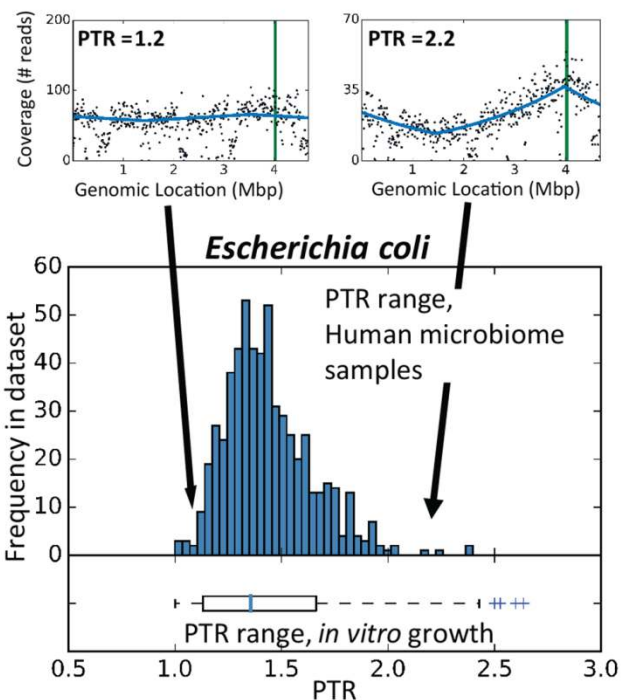 200
PTR =1.2
100
0
Coverage (# reads)
1 2 3 4
Genomic Location (Mbp)
70
PTR =2.2
35
0
1 2 3 4
Genomic Location (Mbp)
Escherichia coli
60
50
40
30
20
10
0
Frequency in dataset
PTR range,
Human microbiome
samples
PTR range, in vitro growth
0.5 1.0 1.5 2.0 2.5 3.0
PTR